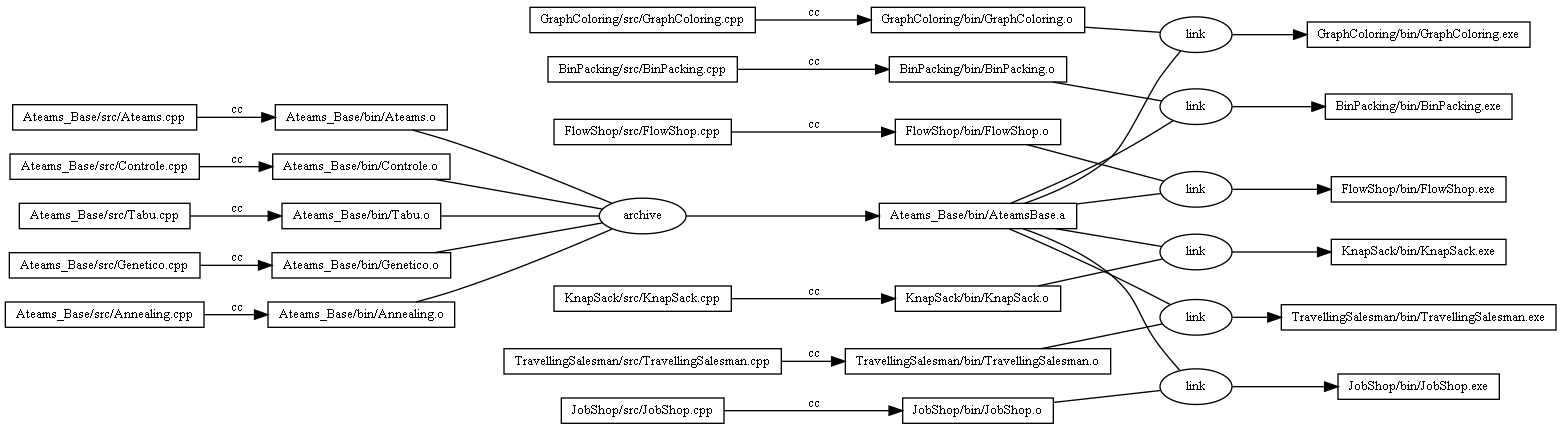 GraphColoring/src/GraphColoring.cpp
cc
GraphColoring/bin/GraphColoring.o
link
GraphColoring/bin/GraphColoring.exe
BinPacking/src/BinPacking.cpp
cc
BinPacking/bin/BinPacking.o
link
BinPacking/bin/BinPacking.exe
Ateams_Base/src/Ateams.cpp
cc
Ateams_Base/bin/Ateams.o
FlowShop/src/FlowShop.cpp
cc
FlowShop/bin/FlowShop.o
link
FlowShop/bin/FlowShop.exe
Ateams_Base/src/Controle.cpp
cc
Ateams_Base/bin/Controle.o
Ateams_Base/src/Tabu.cpp
cc
Ateams_Base/bin/Tabu.o
archive
Ateams_Base/bin/AteamsBase.a
Ateams_Base/src/Genetico.cpp
cc
Ateams_Base/bin/Genetico.o
link
KnapSack/bin/KnapSack.exe
KnapSack/src/KnapSack.cpp
cc
KnapSack/bin/KnapSack.o
Ateams_Base/src/Annealing.cpp
cc
Ateams_Base/bin/Annealing.o
link
TravellingSalesman/bin/TravellingSalesman.exe
TravellingSalesman/src/TravellingSalesman.cpp
cc
TravellingSalesman/bin/TravellingSalesman.o
link
JobShop/bin/JobShop.exe
JobShop/src/JobShop.cpp
cc
JobShop/bin/JobShop.o